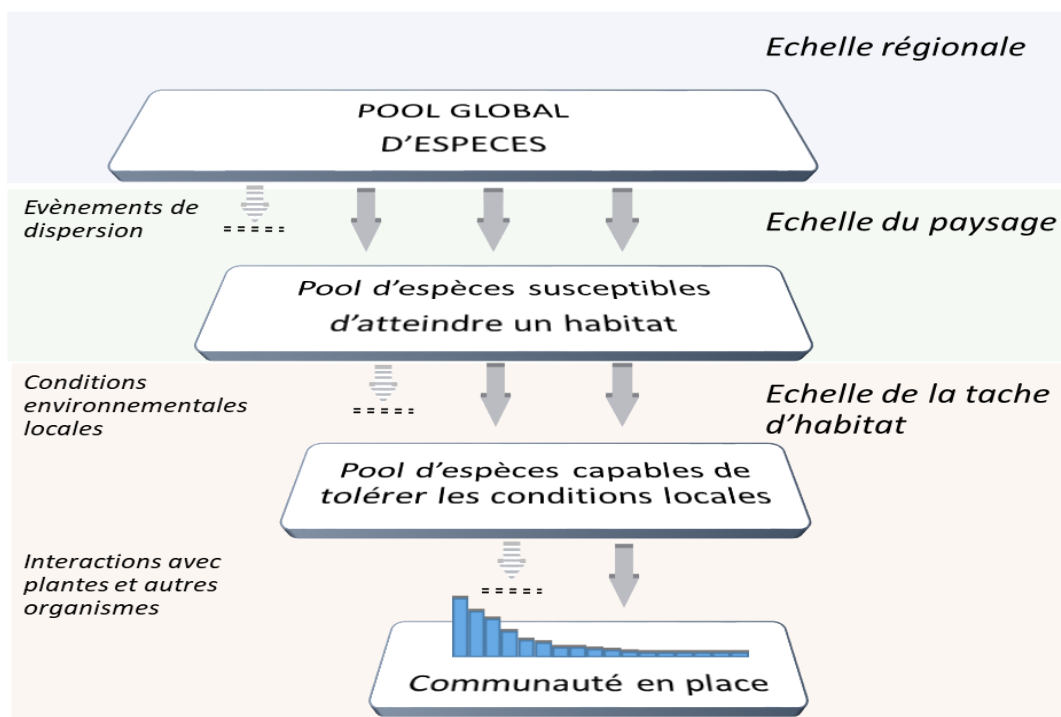 Echelle régionale
POOL GLOBAL
D’ESPECES
Evènements de
dispersion
Echelle du paysage
Pool d’espèces susceptibles
d’atteindre un habitat
Conditions
environnementales
locales
Echelle de la tache
d’habitat
Pool d’espèces capables de
tolérer les conditions locales
Interactions avec
plantes et autres
organismes
Communauté en place